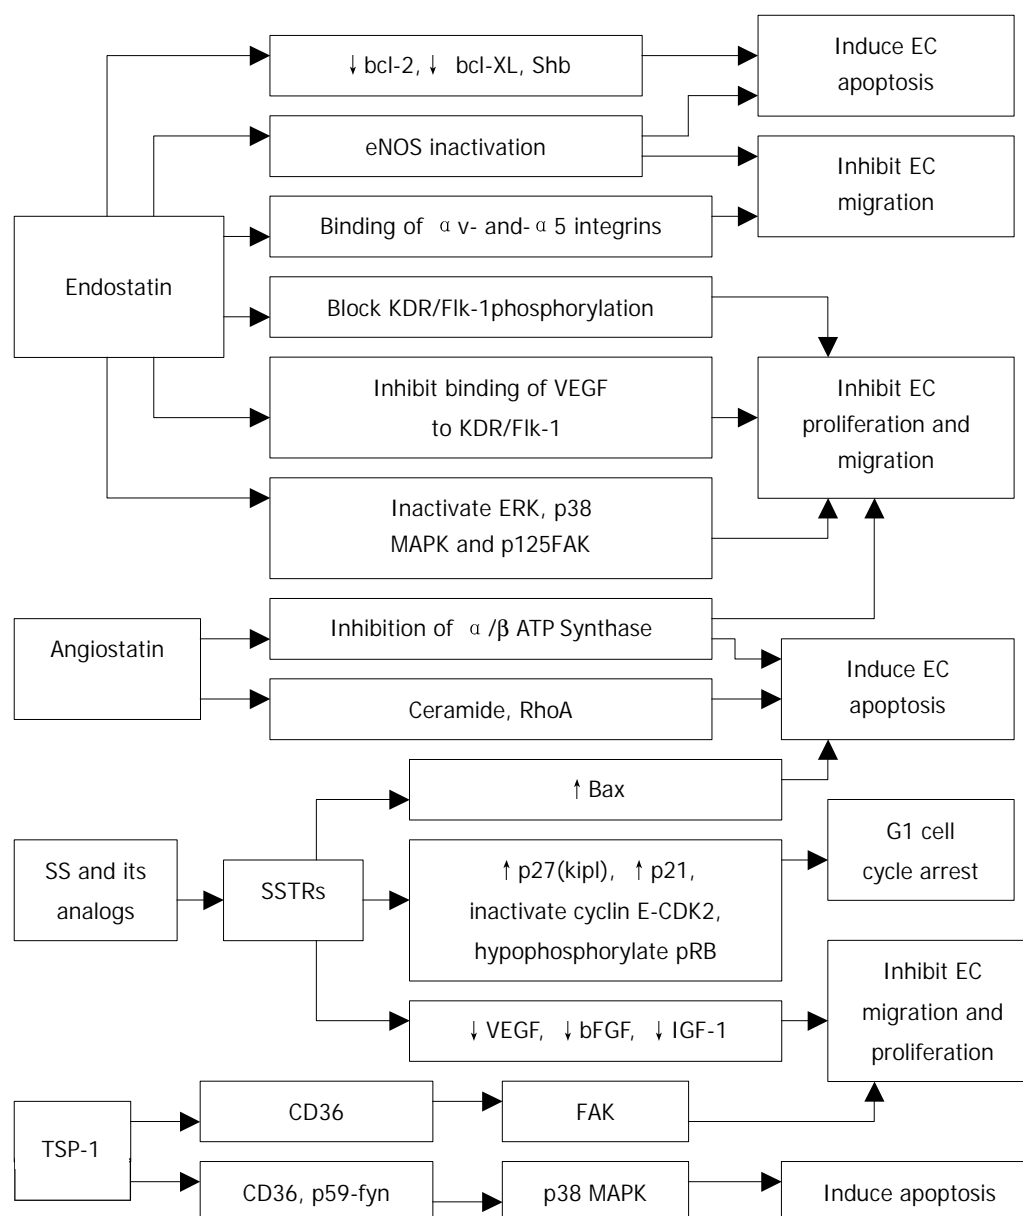 ↓ bcl-2, ↓ bcl-XL, Shb
Induce EC
apoptosis
eNOS inactivation
Inhibit EC
migration
Binding of αv- and-α5 integrins
Endostatin
Block KDR/Flk-1phosphorylation
Inhibit binding of VEGF
to KDR/Flk-1
Inhibit EC
proliferation and
migration
Inactivate ERK, p38
MAPK and p125FAK
Angiostatin
Inhibition of α/β ATP Synthase
Ceramide, RhoA
Induce EC
apoptosis
↑ Bax
SS and its
analogs
SSTRs
↑ p27(kipI), ↑ p21,
inactivate cyclin E-CDK2,
hypophosphorylate pRB
G1 cell
cycle arrest
↓ VEGF, ↓ bFGF, ↓ IGF-1
Inhibit EC
migration and
proliferation
TSP-1
CD36
FAK
CD36, p59-fyn
p38 MAPK
Induce apoptosis